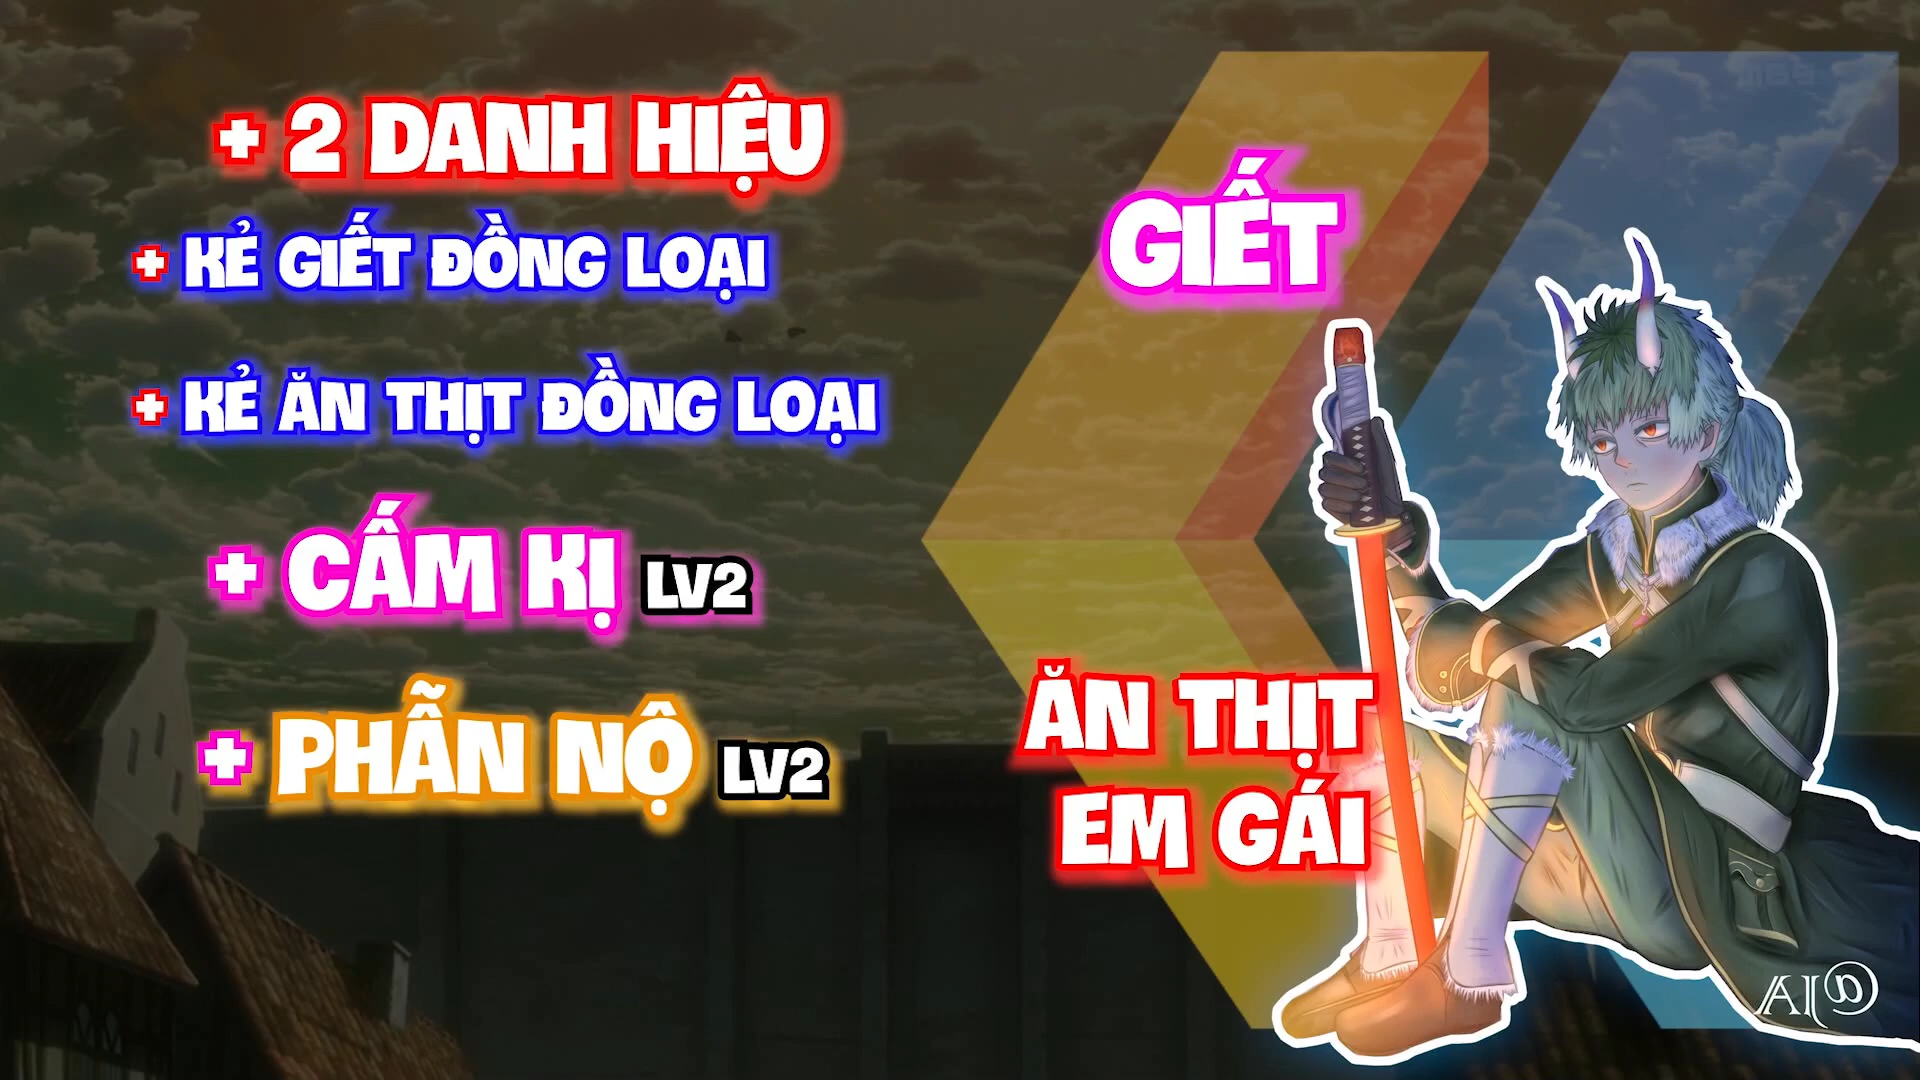 + 2 DANH HIỆU
+ KẺ GIẾT ĐỒNG LOẠI
+ KẺ ĂN THỊT ĐỒNG LOẠI
+ CẤM KỊ LV2
+ PHẪN NỘ LV2
GIẾT
ĂN THỊT
EM GÁI